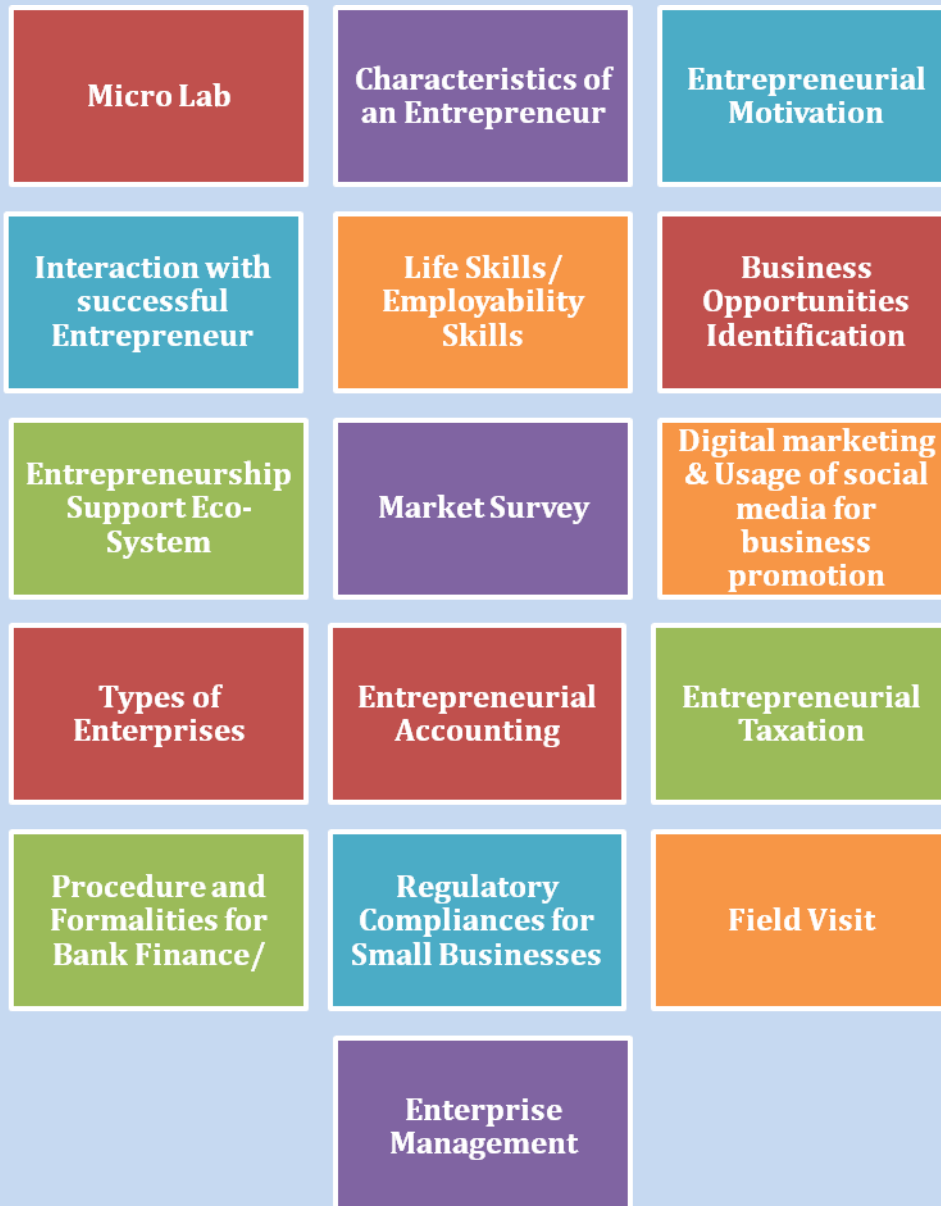 Micro Lab
Characteristics of
an Entrepreneur
Entrepreneurial
Motivation
Interaction with
successful
Entrepreneur
Life Skills/
Employability
Skills
Business
Opportunities
Identification
Entrepreneurship
Support Eco-
System
Market Survey
Digital marketing
& Usage of social
media for
business
promotion
Types of
Enterprises
Entrepreneurial
Accounting
Entrepreneurial
Taxation
Procedure and
Formalities for
Bank Finance/
Regulatory
Compliances for
Small Businesses
Field Visit
Enterprise
Management